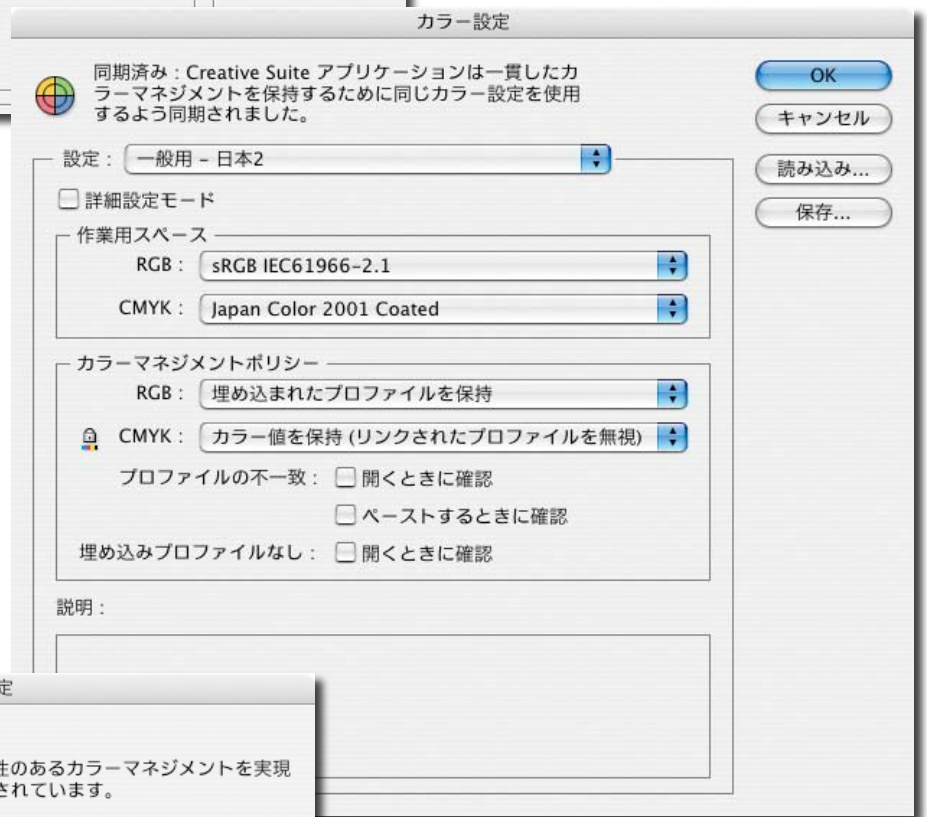 カラー設定
同期済み : Creative Suite アプリケーションは一貫したカ
ラーマネジメントを保持するために同じカラー設定を使用
するよう同期されました。
OK
キャンセル
読み込み...
保存...
設定 : 一般用 – 日本2
詳細設定モード
作業用スペース
RGB : sRGB IEC61966-2.1
CMYK : Japan Color 2001 Coated
カラーマネジメントポリシー
RGB : 埋め込まれたプロファイルを保持
CMYK : カラー値を保持 (リンクされたプロファイルを無視)
プロファイルの不一致 : 開くときに確認
ペーストするときに確認
埋め込みプロファイルなし : 開くときに確認
説明 :
定
性のあるカラーマネジメントを実現
されています。